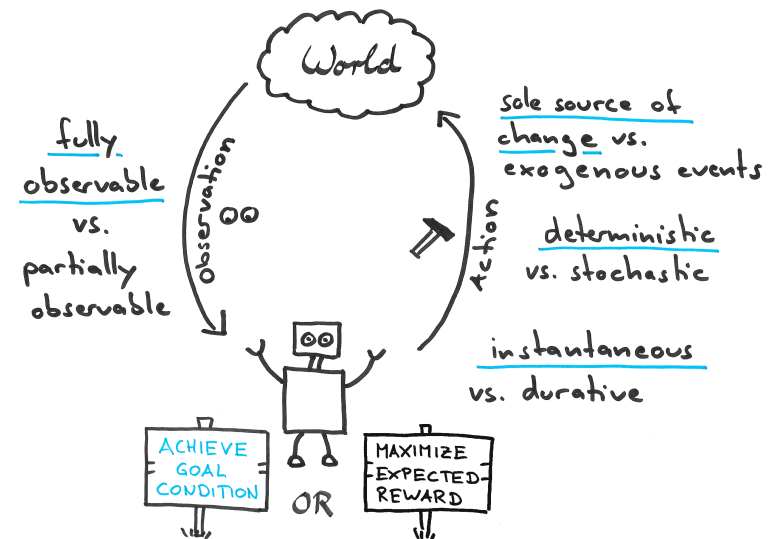 World
fully
observable
vs.
partially
observable
Observation
sole source of
change vs.
exogenous events
Action
deterministic
vs. stochastic
instantaneous
vs. durative
ACHIEVE
GOAL
CONDITION
OR
MAXIMIZE
EXPECTED
REWARD